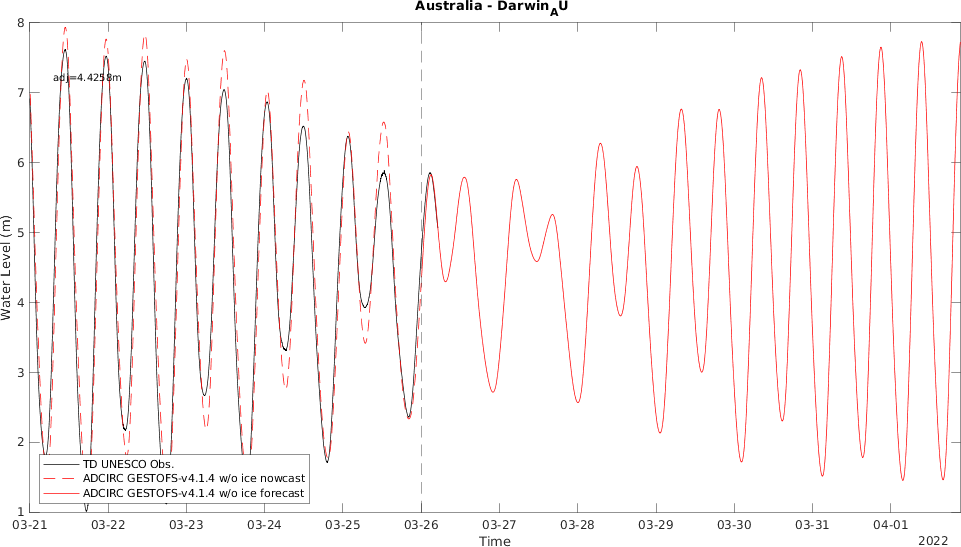 Australia - Darwin_AU
8
7
6
5
4
3
2
1
Water Level (m)
adj=4.4258m
TD UNESCO Obs.
ADCIRC GESTOFS-v4.1.4 w/o ice nowcast
ADCIRC GESTOFS-v4.1.4 w/o ice forecast
03-21 03-22 03-23 03-24 03-25 03-26 03-27 03-28 03-29 03-30 03-31 04-01
Time
2022